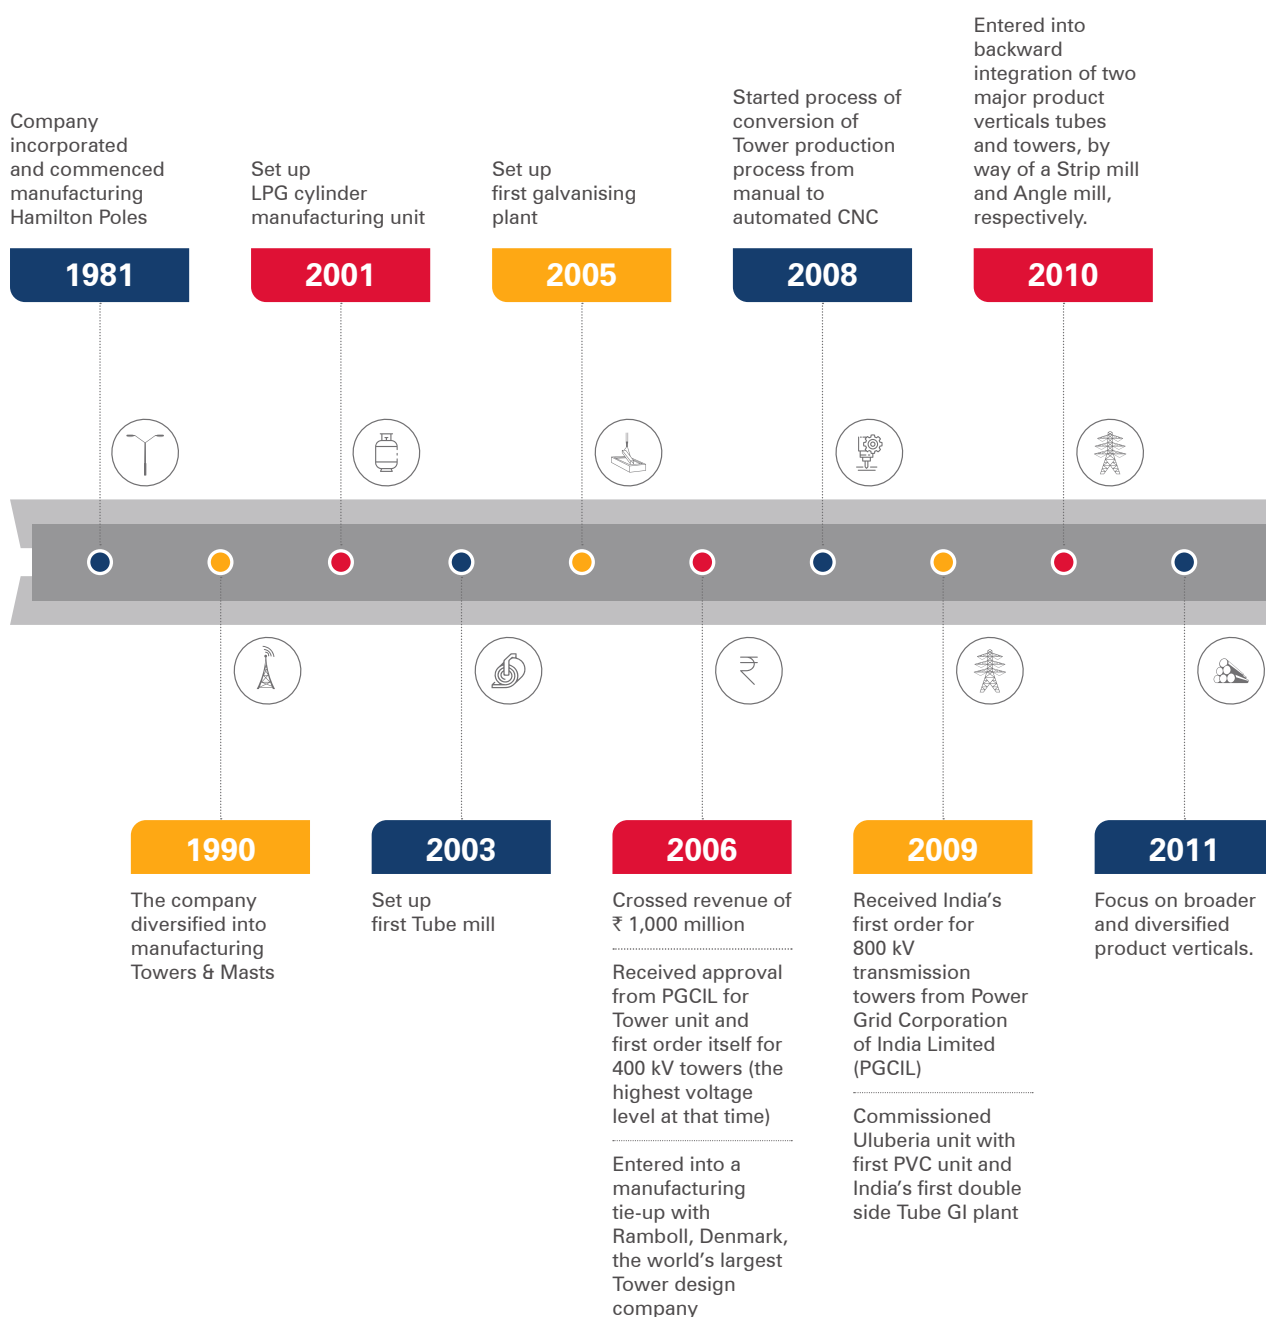 Company
incorporated
and commenced
manufacturing
Hamilton Poles
1981
Set up
LPG cylinder
manufacturing unit
2001
Set up
first galvanising
plant
2005
Started process of
conversion of
Tower production
process from
manual to
automated CNC
2008
Entered into
backward
integration of two
major product
verticals tubes
and towers, by
way of a Strip mill
and Angle mill,
respectively.
2010
₹
1990
The company
diversified into
manufacturing
Towers & Masts
2003
Set up
first Tube mill
2006
Crossed revenue of
₹ 1,000 million
Received approval
from PGCIL for
Tower unit and
first order itself for
400 kV towers (the
highest voltage
level at that time)
Entered into a
manufacturing
tie-up with
Ramboll, Denmark,
the world’s largest
Tower design
company
2009
Received India’s
first order for
800 kV
transmission
towers from Power
Grid Corporation
of India Limited
(PGCIL)
Commissioned
Uluberia unit with
first PVC unit and
India’s first double
side Tube GI plant
2011
Focus on broader
and diversified
product verticals.